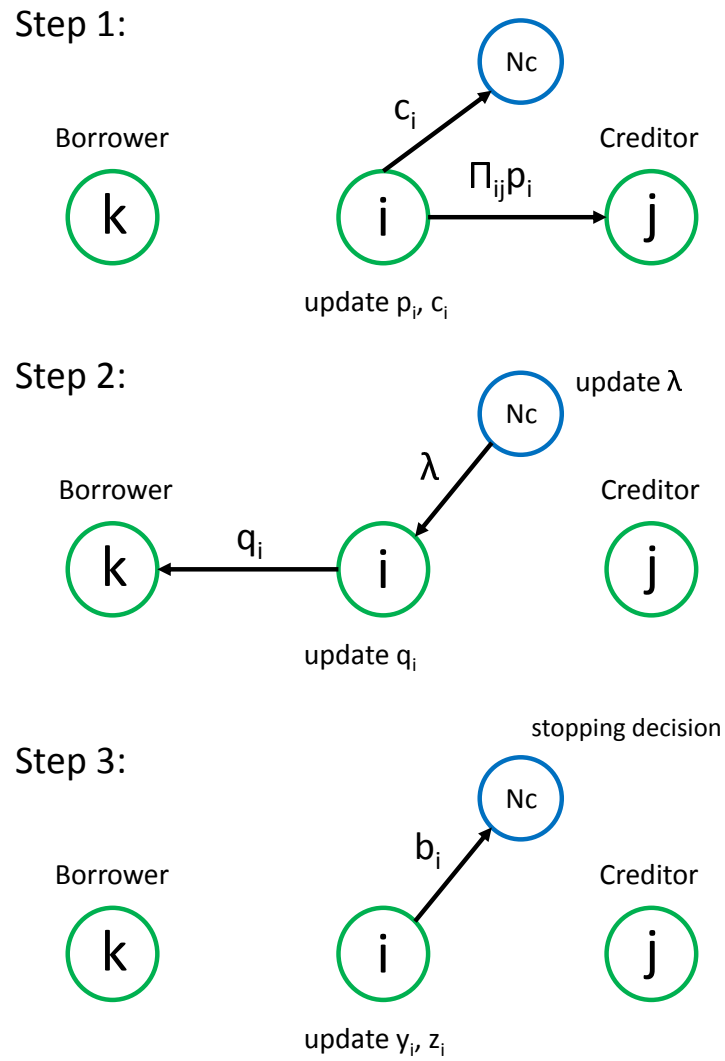 Step 1:
Nc
c_i
Borrower
Creditor
Π_ij p_i
k
i
j
update p_i, c_i
Step 2:
Nc
update λ
λ
Borrower
Creditor
q_i
k
i
j
update q_i
stopping decision
Step 3:
Nc
b_i
Borrower
Creditor
k
i
j
update y_i, z_i